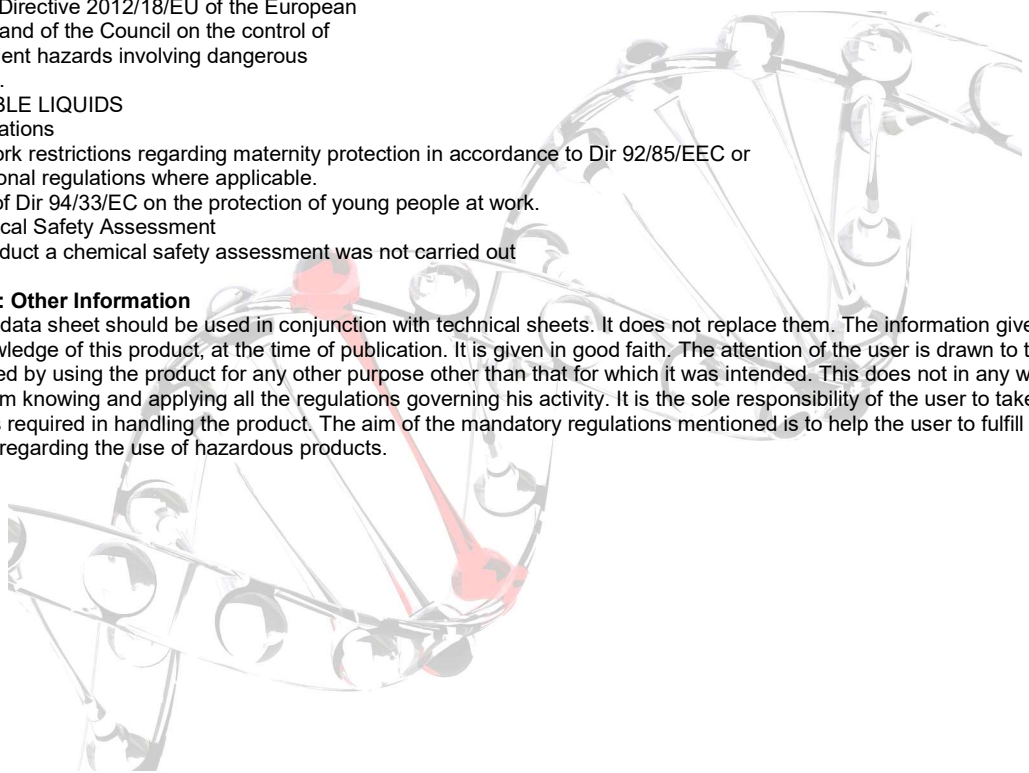 Directive 2012/18/EU of the European
and of the Council on the control of
ent hazards involving dangerous
.
BLE LIQUIDS
ations
ork restrictions regarding maternity protection in accordance to Dir 92/85/EEC or
onal regulations where applicable.
of Dir 94/33/EC on the protection of young people at work.
cal Safety Assessment
duct a chemical safety assessment was not carried out
: Other Information
data sheet should be used in conjunction with technical sheets. It does not replace them. The information give
wledge of this product, at the time of publication. It is given in good faith. The attention of the user is drawn to t
ed by using the product for any other purpose other than that for which it was intended. This does not in any w
m knowing and applying all the regulations governing his activity. It is the sole responsibility of the user to take
s required in handling the product. The aim of the mandatory regulations mentioned is to help the user to fulfill
regarding the use of hazardous products.